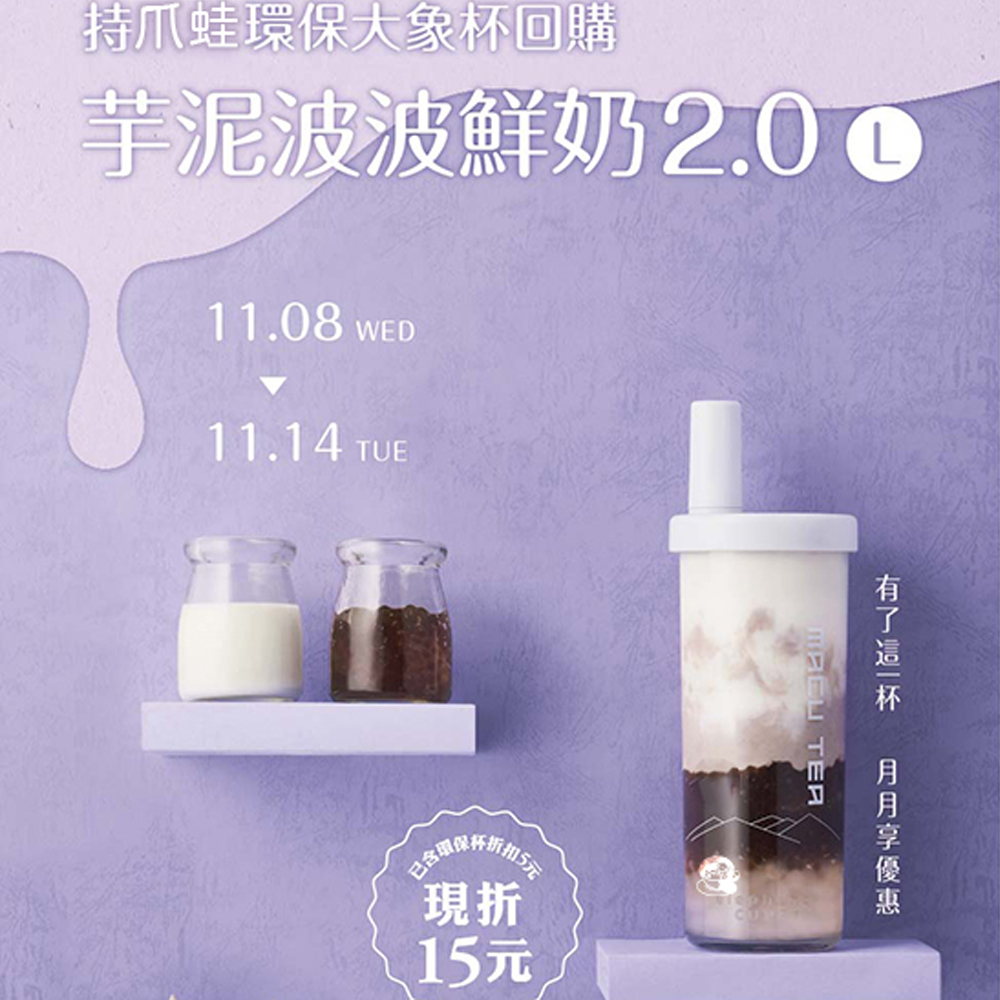 持爪蛙環保大象杯回購
芋泥波波鮮奶2.0 L
11.08 WED
11.14 TUE
有了這一杯 月月享優惠
MACU TEA
已含環保杯折扣5元
現折
15元